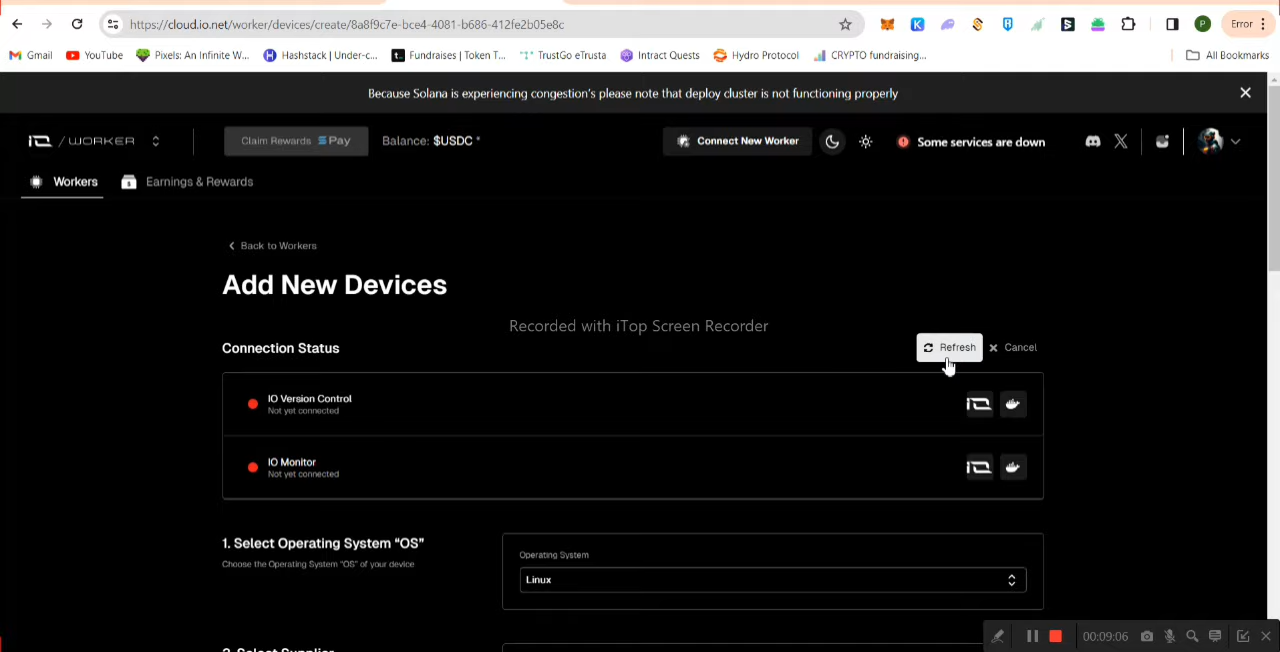 https://cloud.io.net/worker/devices/create/8a8f9c7e-bce4-4081-b686-412fe2b05e8c
P
Error
Gmail
YouTube
Pixels: An Infinite W...
Hashstack | Under-c...
Fundraises | Token T...
TrustGo eTrusta
Intract Quests
Hydro Protocol
CRYPTO fundraising...
All Bookmarks
Because Solana is experiencing congestion's please note that deploy cluster is not functioning properly
IO / WORKER
Claim Rewards Pay
Balance: $USDC *
Connect New Worker
Some services are down
Workers
Earnings & Rewards
Back to Workers
Add New Devices
Recorded with iTop Screen Recorder
Connection Status
Refresh
Cancel
IO Version Control
Not yet connected
IO Monitor
Not yet connected
1. Select Operating System “OS”
Choose the Operating System “OS” of your device
Operating System
Linux
2. Select Supplier
00:09:06